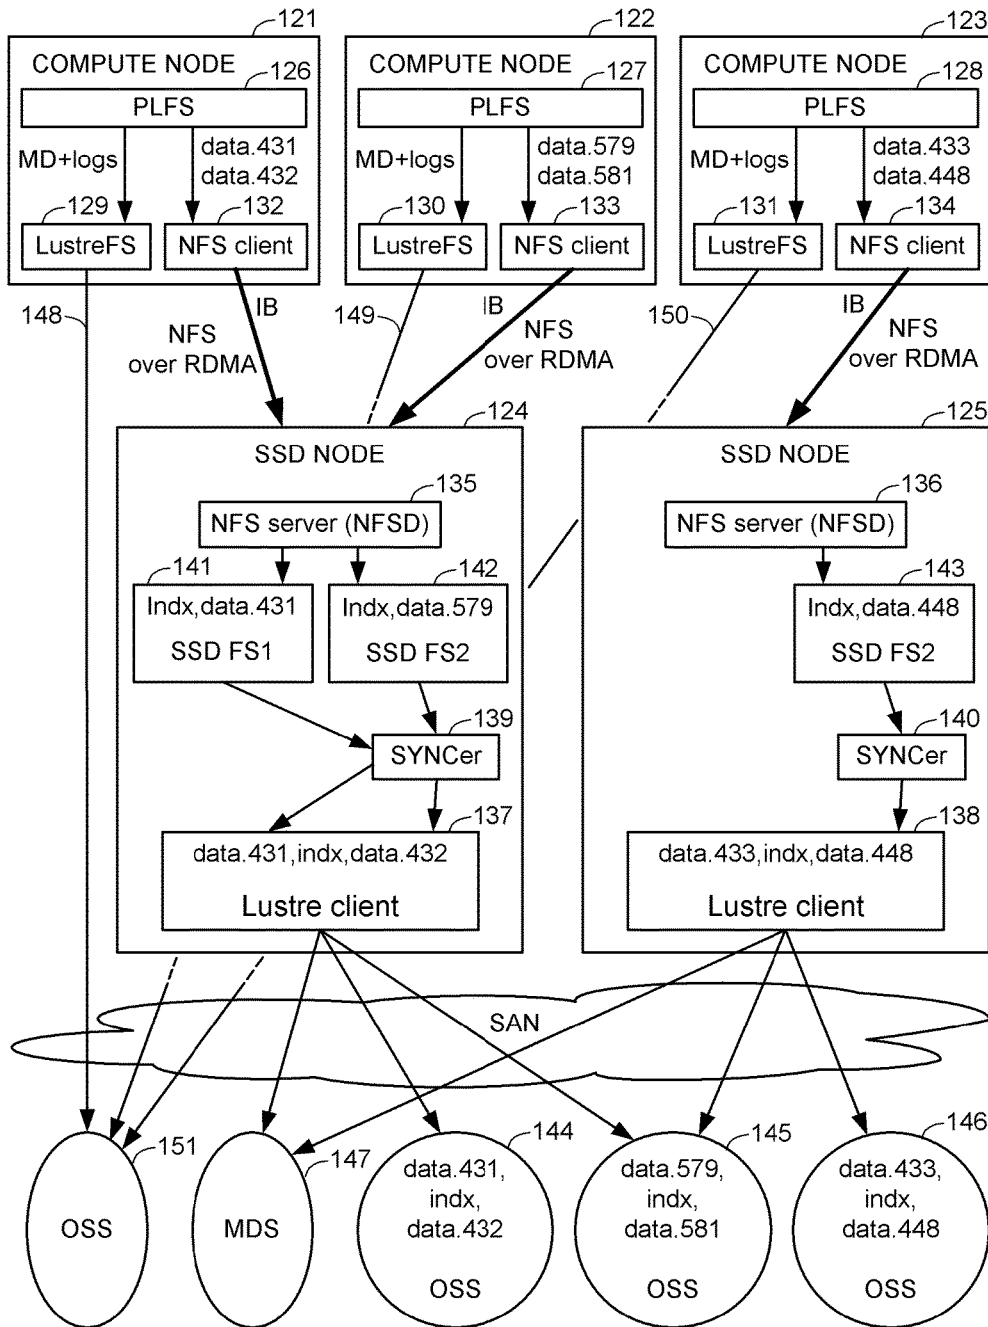 121
122
123
COMPUTE NODE
COMPUTE NODE
COMPUTE NODE
126
127
128
PLFS
PLFS
PLFS
MD+logs
data.431
data.432
MD+logs
data.579
data.581
MD+logs
data.433
data.448
129
132
130
133
131
134
LustreFS
NFS client
LustreFS
NFS client
LustreFS
NFS client
148
IB
NFS
over RDMA
149
IB
NFS
over RDMA
150
IB
NFS
over RDMA
124
125
SSD NODE
SSD NODE
135
136
NFS server (NFSD)
NFS server (NFSD)
141
142
143
Indx,data.431
SSD FS1
Indx,data.579
SSD FS2
Indx,data.448
SSD FS2
139
140
SYNCer
SYNCer
137
138
data.431,indx,data.432
Lustre client
data.433,indx,data.448
Lustre client
SAN
151
147
144
145
146
OSS
MDS
data.431,
indx,
data.432
OSS
data.579,
indx,
data.581
OSS
data.433,
indx,
data.448
OSS